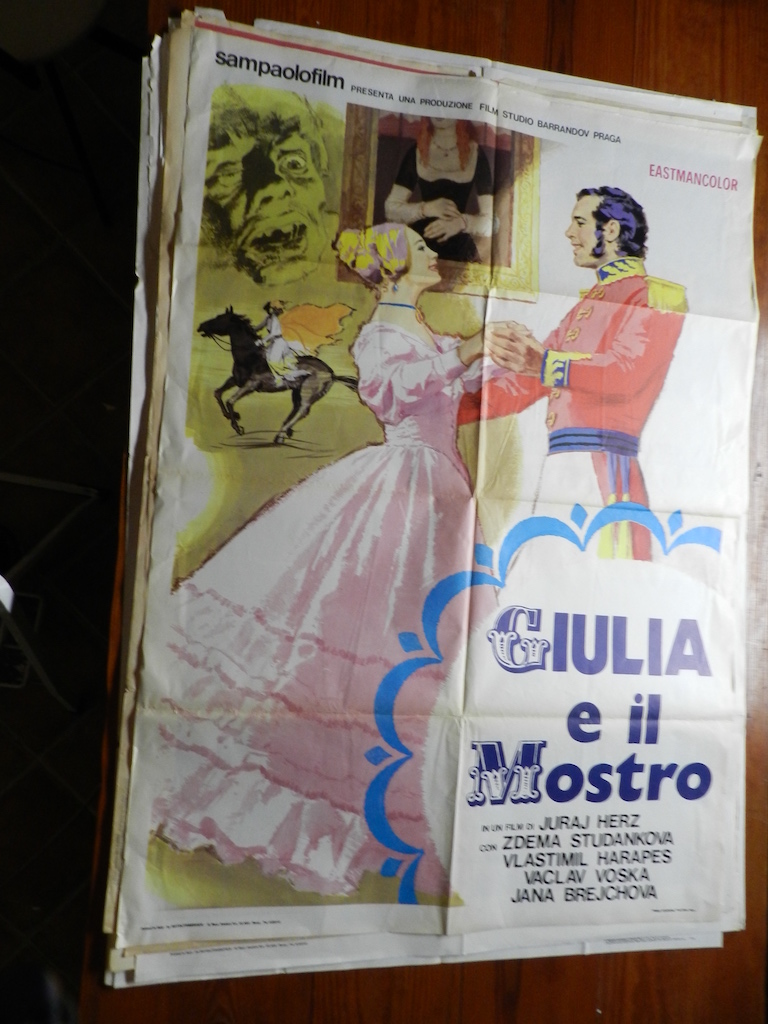 sampaolofilm PRESENTA UNA PRODUZIONE FILM STUDIO BARRANDOV PRAGA
EASTMANCOLOR
GIULIA
e il
Mostro
IN UN FILM DI JURAJ HERZ
CON ZDEMA STUDANKOVA
VLASTIMIL HARAPES
VACLAV VOSKA
JANA BREJCHOVA